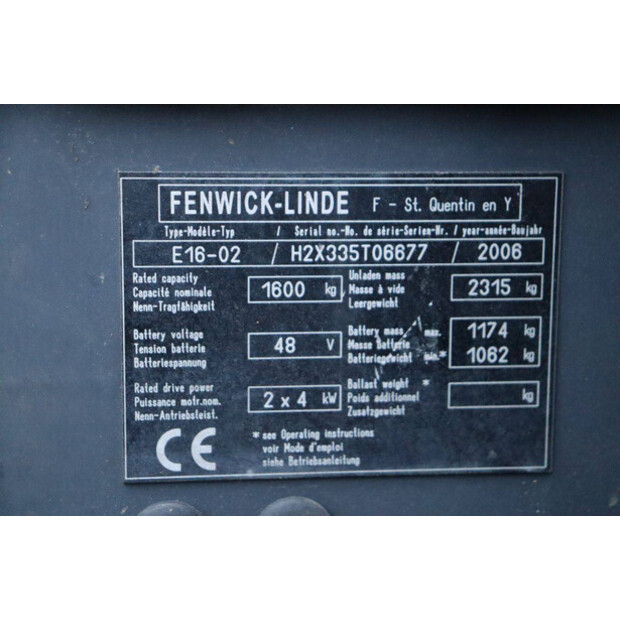 FENWICK-LINDE F - St. Quentin en Y
Type-Modèle-Typ / Serial no.-No. de série-Serien-Nr. / year-année-Baujahr
E16-02 / H2X335T06677 / 2006
Rated capacity
Capacité nominale 1600 kg
Nenn-Tragfähigkeit
Unladen mass
Masse à vide 2315 kg
Leergewicht
Battery voltage
Tension batterie 48 V
Batteriespannung
Battery mass max. 1174 kg
Masse Batterie
Batteriegewicht min.* 1062 kg
Rated drive power
Puissance motr.nom. 2 x 4 kW
Nenn-Antriebsleist.
Ballast weight *
Poids additionnel kg
Zusatzgewicht
CE
* see Operating instructions
voir Mode d'emploi
siehe Betriebsanleitung